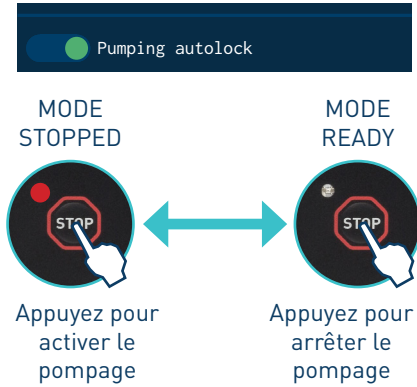 Pumping autolock
MODE
STOPPED
MODE
READY
STOP
STOP
Appuyez pour
activer le
pompage
Appuyez pour
arrêter le
pompage